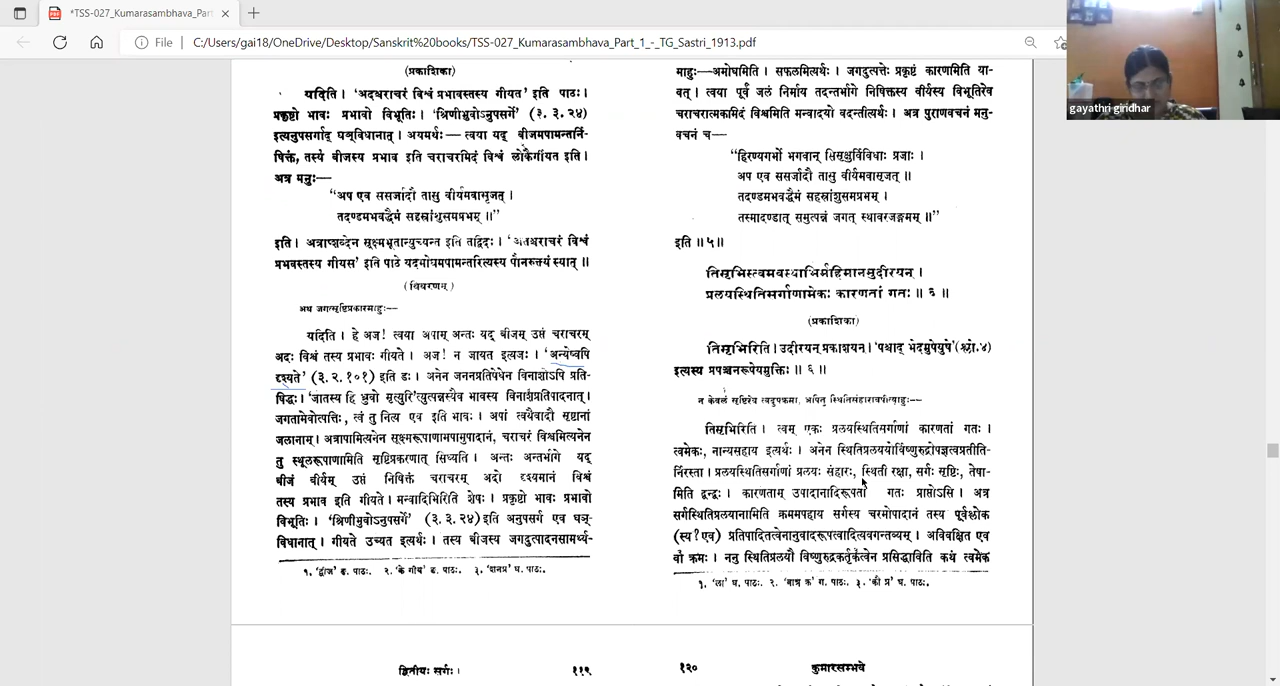 *TSS-027_Kumarasambhava_Part
File
C:/Users/gai18/OneDrive/Desktop/Sanskrit%20books/TSS-027_Kumarasambhava_Part_1_-_TG_Sastri_1913.pdf
gayathri giridhar
(प्रकाशिका)
यदिति । 'अदश्चराचरं विश्वं प्रभावस्तस्य गीयत' इति पाठः।
प्रकृष्टो भावः प्रभावो विभूतिः। 'श्रिणीभुवोऽनुपसर्गे' (३. ३. २४)
इत्यनुपसर्गाद् घञ्विधानात् । अयमर्थः— त्वया यद् बीजमपामन्तर्नि-
षिक्तं, तस्य बीजस्य प्रभाव इति चराचरमिदं विश्वं लोकैर्गीयत इति।
अत्र मनुः—
"अप एव ससर्जादौ तासु वीर्यमवासृजत् ।
तदण्डमभवद्धैमं सहस्रांशुसमप्रभम् ॥"
इति । अत्राप्शब्देन सूक्ष्मभूतान्युच्यन्त इति तद्विदः। 'अतश्चराचरं विश्वं
प्रभवस्तस्य गीयस' इति पाठे यदमोघमपामन्तरित्यस्य पौनरुक्त्यं स्यात् ॥
(विवरणम्)
अथ जगत्सृष्टिप्रकारमाहुः—
यदिति । हे अज! त्वया अपाम् अन्तः यद् बीजम् उप्तं चराचरम्
अदः विश्वं तस्य प्रभावः गीयते । अज! न जायत इत्यजः । 'अन्येष्वपि
दृश्यते' (३. २. १०१) इति डः। अनेन जननप्रतिषेधेन विनाशोऽपि प्रति-
षिद्धः। 'जातस्य हि ध्रुवो मृत्युरि'त्युत्पन्नस्यैव भावस्य विनाशप्रतिपादनात्।
जगतामेवोत्पत्तिः, त्वं तु नित्य एव इति भावः। अपां त्वयैवादौ सृष्टानां
जलानाम्। अत्रापामित्यनेन सूक्ष्मरूपाणामपामुपादानं, चराचरं विश्वमित्यनेन
तु स्थूलरूपाणामिति सृष्टिप्रकरणात् सिध्यति । अन्तः अन्तर्भागे यद्
बीजं वीर्यम् उप्तं निषिक्तं चराचरम् अदो दृश्यमानं विश्वं
तस्य प्रभाव इति गीयते। मन्वादिभिरिति शेषः। प्रकृष्टो भावः प्रभावो
विभूतिः। 'श्रिणीभुवोऽनुपसर्गे' (३. ३. २४) इति अनुपसर्ग एव घञ्-
विधानात्। गीयते उच्यत इत्यर्थः। तस्य बीजस्य जगदुत्पादनसामर्थ्य-
द्वितीयः सर्गः।
११९
माहुः—अमोघमिति । सफलमित्यर्थः। जगदुत्पत्तेः प्रकृष्टं कारणमिति या-
वत्। त्वया पूर्वं जलं निर्माय तदन्तर्भागे निषिक्तस्य वीर्यस्य विभूतिरेव
चराचरात्मकमिदं विश्वमिति मन्वादयो वदन्तीत्यर्थः। अत्र पुराणवचनं मनु-
वचनं च—
"हिरण्यगर्भो भगवान् सिसृक्षुर्विविधाः प्रजाः ।
अप एव ससर्जादौ तासु वीर्यमवासृजत् ॥
तदण्डमभवद्धैमं सहस्रांशुसमप्रभम् ।
तस्मादण्डात् समुत्पन्नं जगत् स्थावरजङ्गमम् ॥"
इति ॥ ५॥
तिसृभिस्त्वमवस्थाभिर्महिमानमुदीरयन् ।
प्रलयस्थितिसर्गाणामेकः कारणतां गतः ॥ ६ ॥
(प्रकाशिका)
तिसृभिरिति। उदीरयन् प्रकाशयन्। 'पश्चाद् भेदमुपेयुषे' (श्लो. ४)
इत्यस्य प्रपञ्चनरूपेयमुक्तिः ॥ ६ ॥
न केवलं सृष्टिरेव त्वदुपक्रमा, अपितु स्थितिसंहारावपीत्याहुः—
तिसृभिरिति । त्वम् एकः प्रलयस्थितिसर्गाणां कारणतां गतः ।
त्वमेकः, नान्यसहाय इत्यर्थः। अनेन स्थितिप्रलययोर्विष्णुरुद्रोपज्ञत्वप्रतीति-
र्निरस्ता। प्रलयस्थितिसर्गाणां प्रलयः संहारः, स्थिती रक्षा, सर्गः सृष्टिः, तेषा-
मिति द्वन्द्वः। कारणताम् उपादानादिरूपतां गतः प्राप्तोऽसि। अत्र
सर्गस्थितिप्रलयानामिति क्रममपहाय सर्गस्य चरमोपादानं तस्य पूर्वश्लोक
(स्य? एव) प्रतिपादितत्वेनानुवादरूपत्वादित्यवगन्तव्यम्। अविवक्षित एव
वा क्रमः। ननु स्थितिप्रलयौ विष्णुरुद्रकर्तृकत्वेन प्रसिद्धाविति कथं त्वमेक
१२०
कुमारसम्भवे